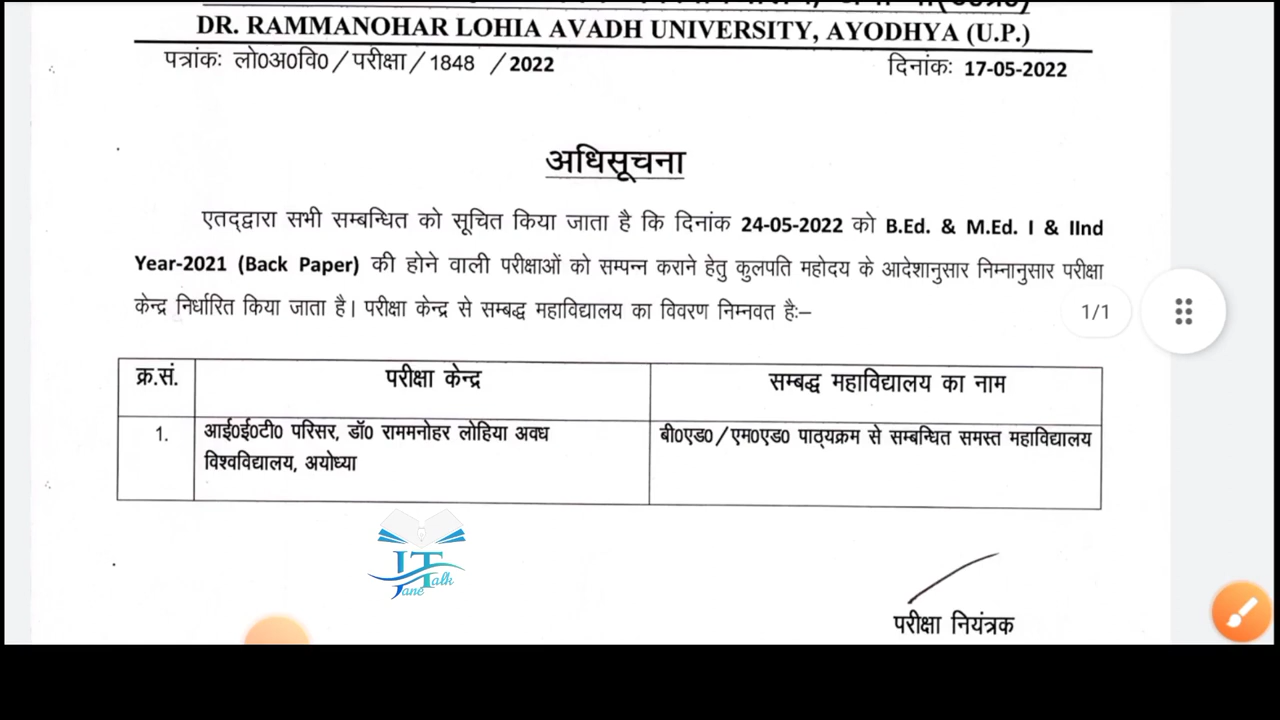 DR. RAMMANOHAR LOHIA AVADH UNIVERSITY, AYODHYA (U.P.)
पत्रांकः लो0अ0वि0/परीक्षा/1848 /2022 दिनांकः 17-05-2022
अधिसूचना
एतद्द्वारा सभी सम्बन्धित को सूचित किया जाता है कि दिनांक 24-05-2022 को B.Ed. & M.Ed. I & IInd
Year-2021 (Back Paper) की होने वाली परीक्षाओं को सम्पन्न कराने हेतु कुलपति महोदय के आदेशानुसार निम्नानुसार परीक्षा
केन्द्र निर्धारित किया जाता है। परीक्षा केन्द्र से सम्बद्ध महाविद्यालय का विवरण निम्नवत हैः–
1/1
क्र.सं. परीक्षा केन्द्र सम्बद्ध महाविद्यालय का नाम
1. आई0ई0टी0 परिसर, डॉ0 राममनोहर लोहिया अवध बी0एड0/एम0एड0 पाठ्यक्रम से सम्बन्धित समस्त महाविद्यालय
विश्वविद्यालय, अयोध्या
JT
Jane Talk
परीक्षा नियंत्रक